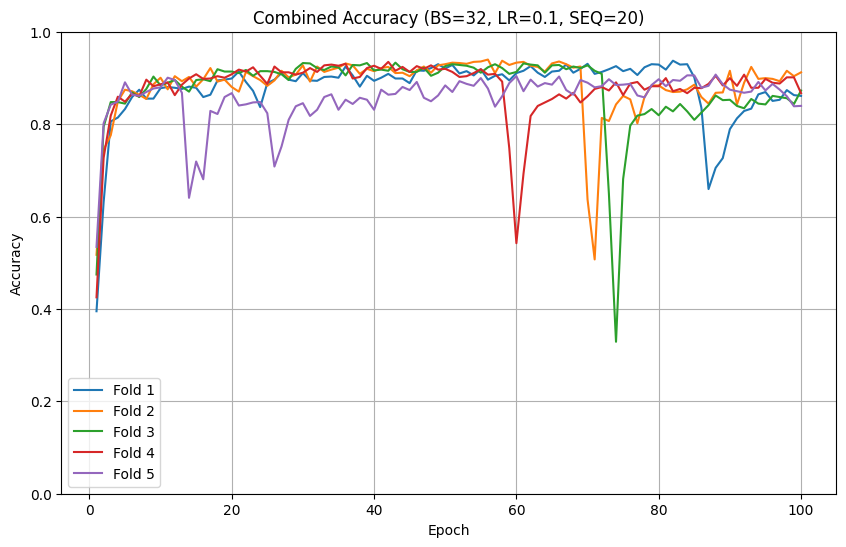 Combined Accuracy (BS=32, LR=0.1, SEQ=20)
1.0
0.8
0.6
0.4
0.2
0.0
Accuracy
Fold 1
Fold 2
Fold 3
Fold 4
Fold 5
0 20 40 60 80 100
Epoch